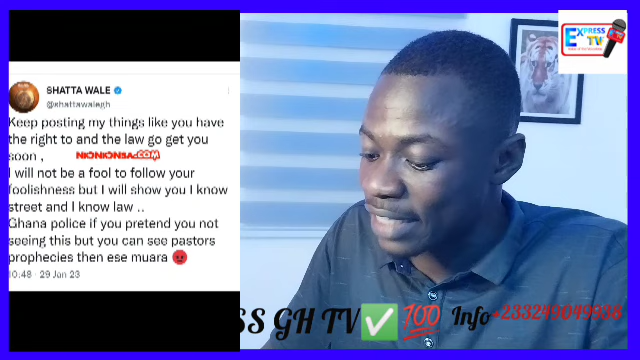 SHATTA WALE
@shattawalegh
Keep posting my things like you have
the right to and the law go get you
soon ,
NIONIONSA.COM
I will not be a fool to follow your
foolishness but I will show you I know
street and I know law ..
Ghana police if you pretend you not
seeing this but you can see pastors
prophecies then ese muara 😡
10:48 · 29 Jan 23
EXPRESS
TV
SS GH TV✅💯 Info+233249049938